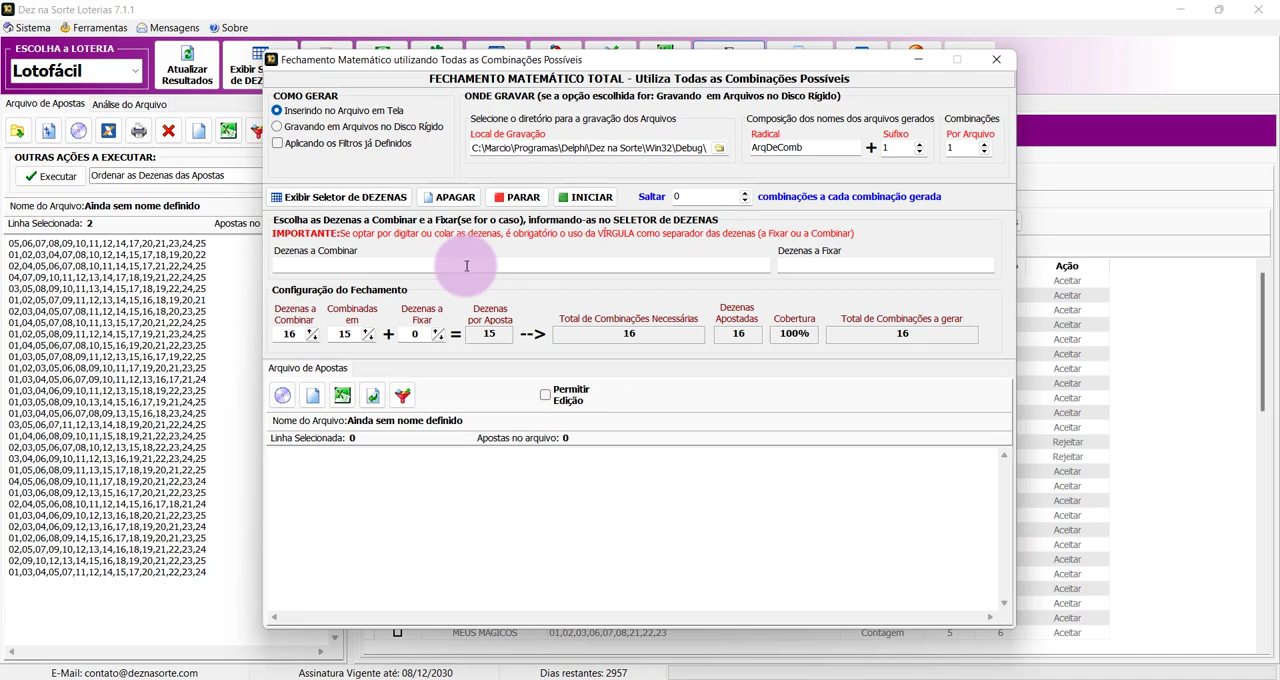 Dez na Sorte Loterias 7.1.1
Sistema Ferramentas Mensagens Sobre
ESCOLHA a LOTERIA
Lotofácil
Atualizar
Resultados
Exibir S
de DEZ
Arquivo de Apostas Análise do Arquivo
OUTRAS AÇÕES A EXECUTAR:
Executar
Ordenar as Dezenas das Apostas
Nome do Arquivo:Ainda sem nome definido
Linha Selecionada: 2 Apostas no
05,06,07,08,09,10,11,12,14,17,20,21,23,24,25
01,02,03,04,07,08,10,12,14,15,17,18,19,20,22
02,04,05,06,07,08,10,11,15,17,21,22,24,25
04,07,09,10,11,12,13,14,17,18,19,21,23,24,25
03,05,08,09,10,11,13,14,15,18,19,22,23,24,25
01,02,05,07,09,11,12,13,14,15,16,18,19,20,21
02,03,04,05,07,08,11,12,14,15,16,18,20,23,25
01,04,05,07,08,11,12,13,14,15,17,20,21,22,25
01,02,05,08,09,11,12,14,15,17,19,21,23,24,25
01,04,05,06,07,08,10,15,16,19,20,21,22,23,24
01,03,05,07,08,09,11,12,13,15,16,17,19,22,25
01,02,03,05,06,08,09,10,11,17,19,20,21,23,25
01,03,04,05,06,07,09,10,11,12,13,16,17,21,24
01,03,04,06,09,10,11,12,13,15,18,19,21,23,25
01,03,05,08,09,10,13,14,15,16,17,19,21,24,25
01,03,04,05,06,07,08,09,13,15,16,18,23,24,25
03,05,06,07,11,12,13,14,18,19,20,21,22,23,24
01,04,06,08,09,10,11,15,18,19,21,22,23,24,25
01,02,03,05,06,07,08,10,12,13,15,18,22,23,25
01,04,05,09,10,11,12,13,16,19,21,22,23,24,25
01,05,06,08,09,11,13,15,17,18,19,20,21,22,25
04,05,06,08,09,10,11,17,18,19,20,21,22,23,24
01,03,06,08,09,12,13,15,16,17,20,21,22,23,25
02,04,05,06,09,10,11,12,14,15,16,17,18,21,24
02,03,04,06,09,12,13,16,17,18,19,20,21,24,25
01,02,06,08,09,14,15,16,17,18,19,20,21,23,25
02,05,07,09,10,12,13,14,16,18,19,21,22,23,24
02,09,10,12,13,14,15,16,18,19,20,21,22,23,25
01,03,04,05,07,11,12,14,15,17,20,21,22,23,24
Fechamento Matemático utilizando Todas as Combinações Possíveis
FECHAMENTO MATEMÁTICO TOTAL - Utiliza Todas as Combinações Possíveis
COMO GERAR
Inserindo no Arquivo em Tela
Gravando em Arquivos no Disco Rígido
Aplicando os Filtros já Definidos
ONDE GRAVAR (se a opção escolhida for: Gravando em Arquivos no Disco Rígido)
Selecione o diretório para a gravação dos Arquivos
Local de Gravação
C:\Marcio\Programas\Delphi\Dez na Sorte\Win32\Debug\
Composição dos nomes dos arquivos gerados
Radical Sufixo
ArqDeComb + 1
Combinações
Por Arquivo
1
Exibir Seletor de DEZENAS APAGAR PARAR INICIAR Saltar 0 combinações a cada combinação gerada
Escolha as Dezenas a Combinar e a Fixar(se for o caso), informando-as no SELETOR de DEZENAS
IMPORTANTE:Se optar por digitar ou colar as dezenas, é obrigatório o uso da VÍRGULA como separador das dezenas (a Fixar ou a Combinar)
Dezenas a Combinar Dezenas a Fixar
Configuração do Fechamento
Dezenas a
Combinar
Combinadas
em
Dezenas a
Fixar
Dezenas
por Aposta
Total de Combinações Necessárias
Dezenas
Apostadas
Cobertura
Total de Combinações a gerar
16 15 + 0 = 15 --> 16 16 100% 16
Arquivo de Apostas
Permitir
Edição
Nome do Arquivo:Ainda sem nome definido
Linha Selecionada: 0 Apostas no arquivo: 0
Ação
Aceitar
Aceitar
Aceitar
Aceitar
Aceitar
Aceitar
Aceitar
Aceitar
Aceitar
Aceitar
Aceitar
Rejeitar
Rejeitar
Aceitar
Aceitar
Aceitar
Aceitar
Aceitar
Aceitar
Aceitar
Aceitar
Aceitar
Aceitar
Aceitar
MEUS MAGICOS 01,02,03,06,07,08,21,22,23 Contagem 5 6 Aceitar
E-Mail: contato@deznasorte.com Assinatura Vigente até: 08/12/2030 Dias restantes: 2957